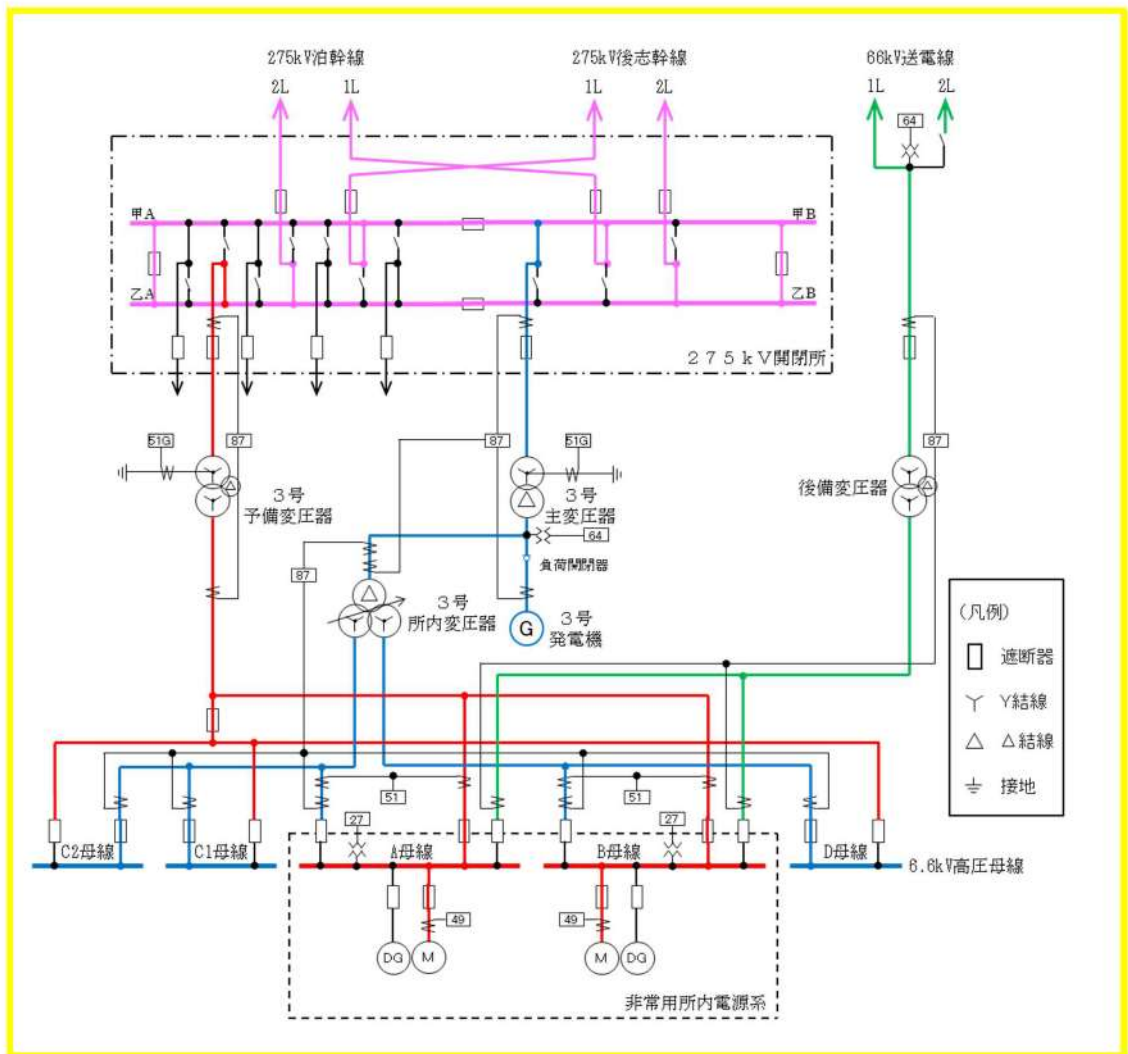 275kV泊幹線
2L
1L
275kV後志幹線
1L
2L
66kV送電線
1L
2L
64
甲A
甲B
乙A
乙B
275kV開閉所
51G
87
87
51G
87
3号
予備変圧器
3号
主変圧器
後備変圧器
64
負荷開閉器
87
3号
所内変圧器
G
3号
発電機
(凡例)
遮断器
Y結線
△結線
接地
51
51
27
27
C2母線
C1母線
A母線
B母線
D母線
6.6kV高圧母線
49
49
DG
M
M
DG
非常用所内電源系